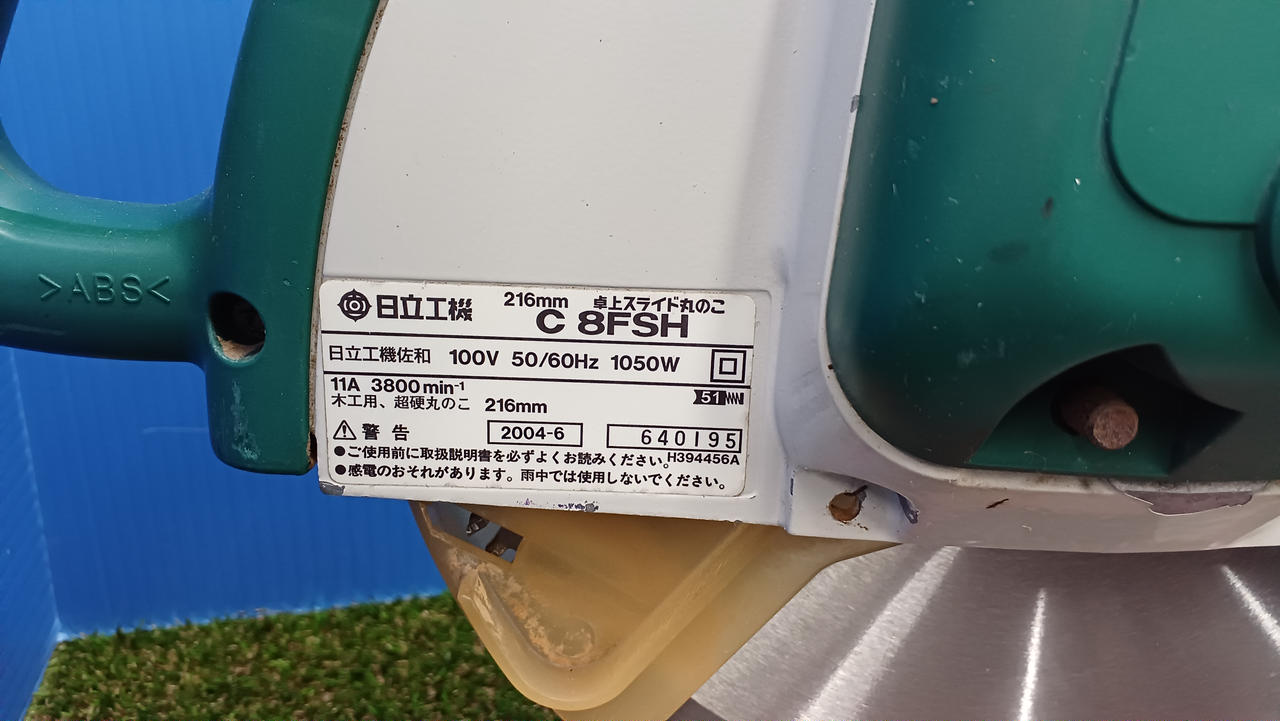 >ABS<
日立工機 216mm 卓上スライド丸のこ
C 8FSH
日立工機佐和 100V 50/60Hz 1050W
11A 3800min-1
51
木工用、超硬丸のこ 216mm
警告 2004-6 640195
●ご使用前に取扱説明書を必ずよくお読みください。H394456A
●感電のおそれがあります。雨中では使用しないでください。